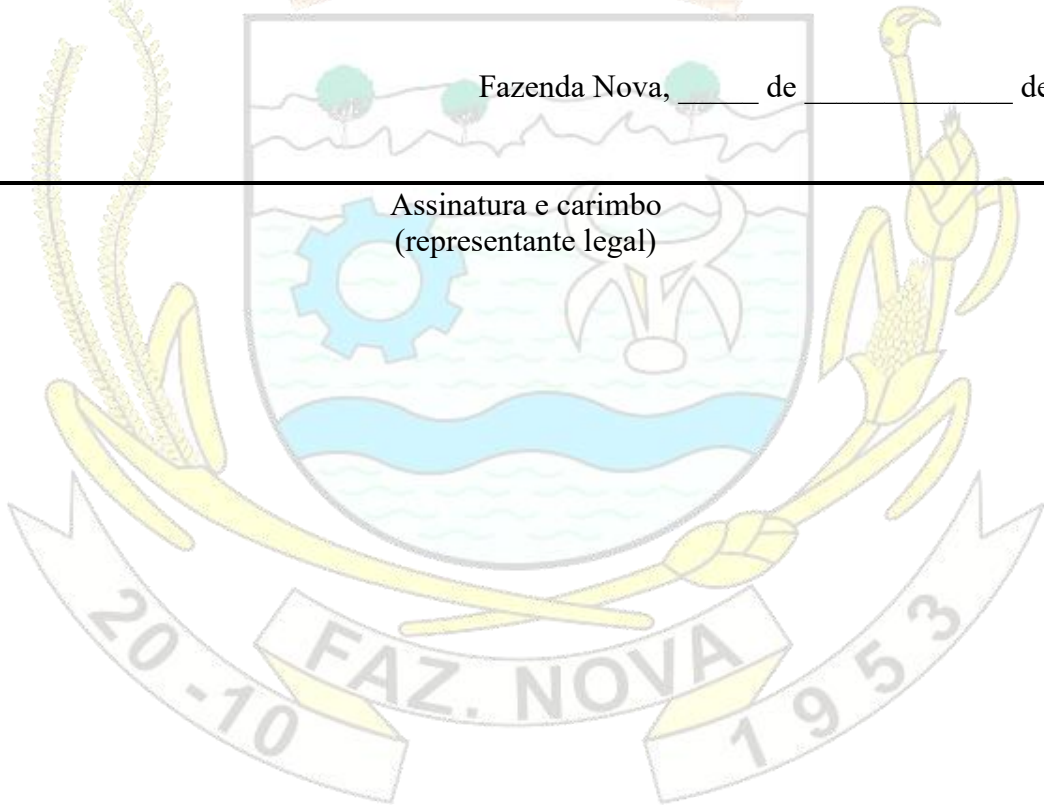 Fazenda Nova, _____ de _____________ de
Assinatura e carimbo
(representante legal)
20 -10
FAZ. NOVA
1953